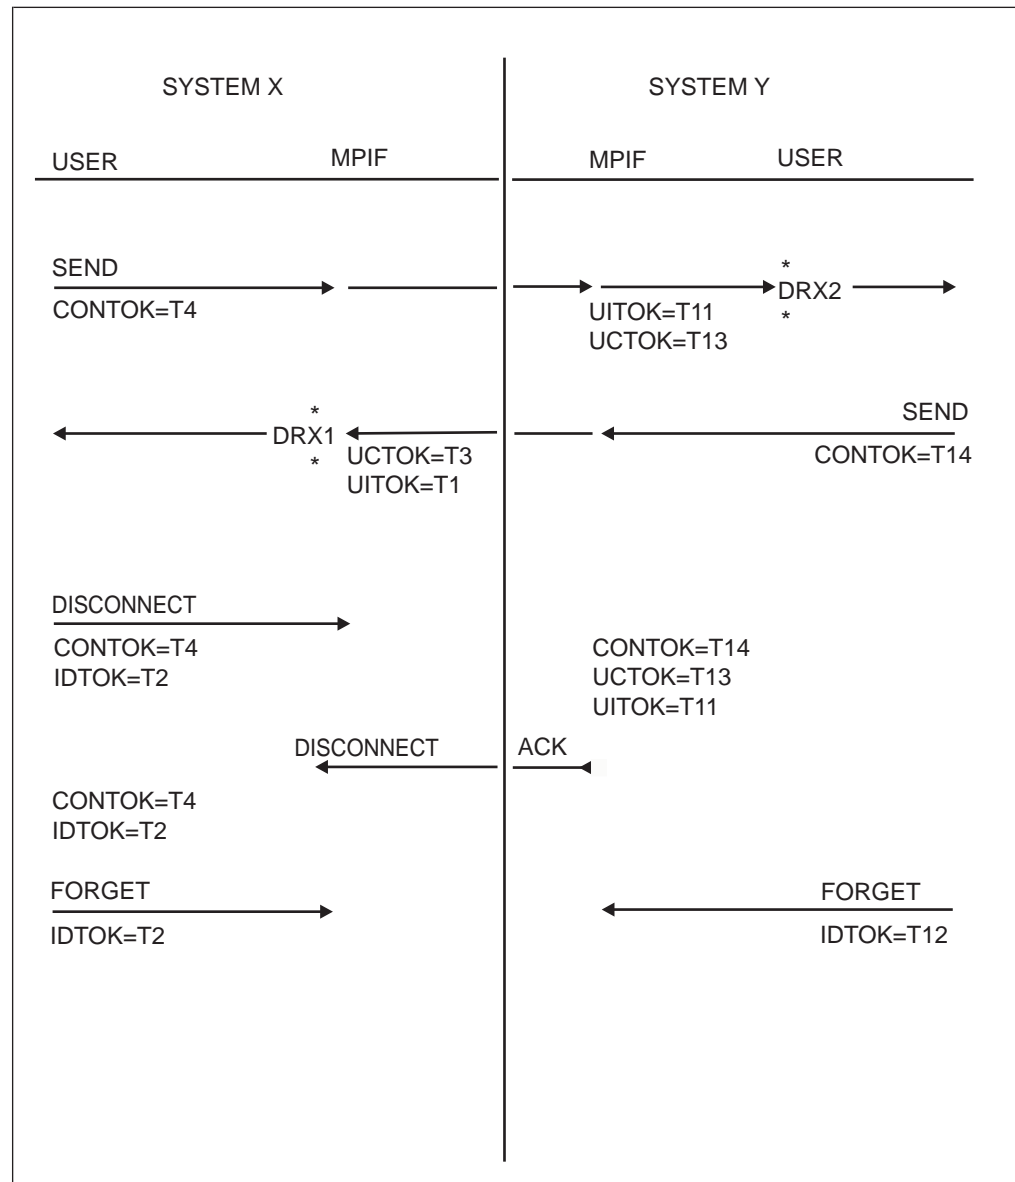 SYSTEM X
SYSTEM Y
USER
MPIF
MPIF
USER
SEND
CONTOK=T4
UITOK=T11
UCTOK=T13
*
DRX2
*
SEND
CONTOK=T14
*
DRX1
*
UCTOK=T3
UITOK=T1
DISCONNECT
CONTOK=T4
IDTOK=T2
CONTOK=T14
UCTOK=T13
UITOK=T11
DISCONNECT
ACK
CONTOK=T4
IDTOK=T2
FORGET
IDTOK=T2
FORGET
IDTOK=T12